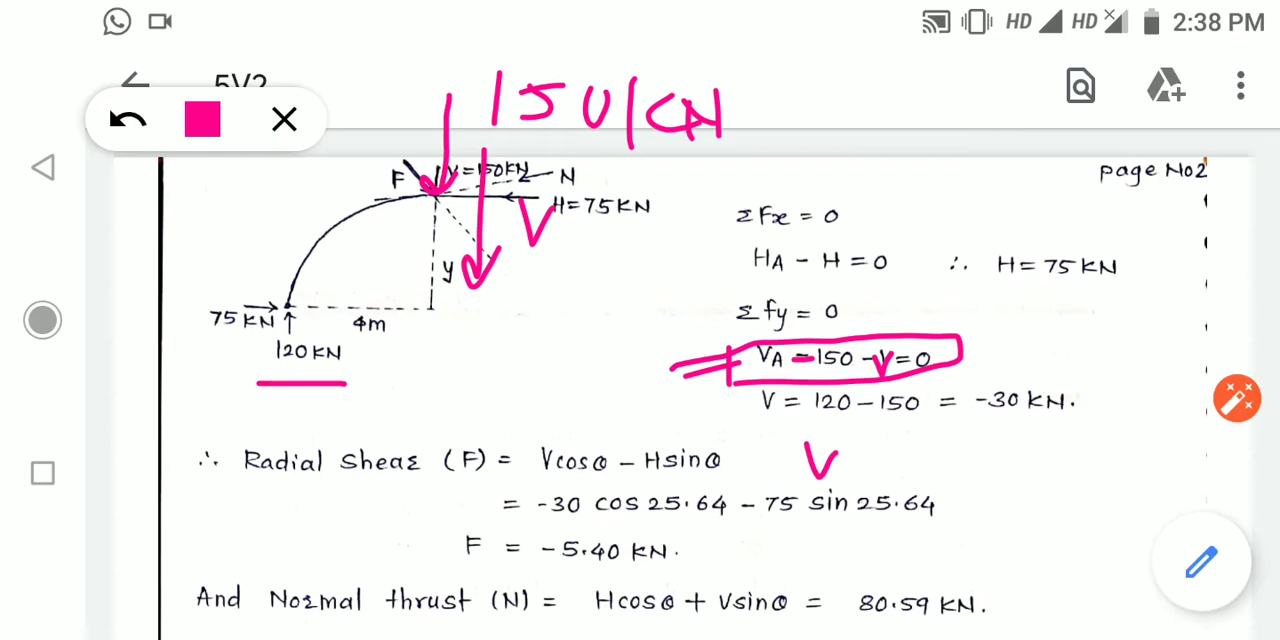 HD HD 2:38 PM
5V2
150 KN
page No2
F V=150KN N
H=75KN
V
y
75 KN
4m
120KN
ΣFx = 0
HA - H = 0 ∴ H = 75 KN
Σfy = 0
VA - 150 - V = 0
V = 120 - 150 = -30 KN.
V
∴ Radial Shear (F) = Vcosθ - Hsinθ
= -30 cos 25.64 - 75 sin 25.64
F = -5.40 KN.
And Normal thrust (N) = Hcosθ + Vsinθ = 80.59 KN.